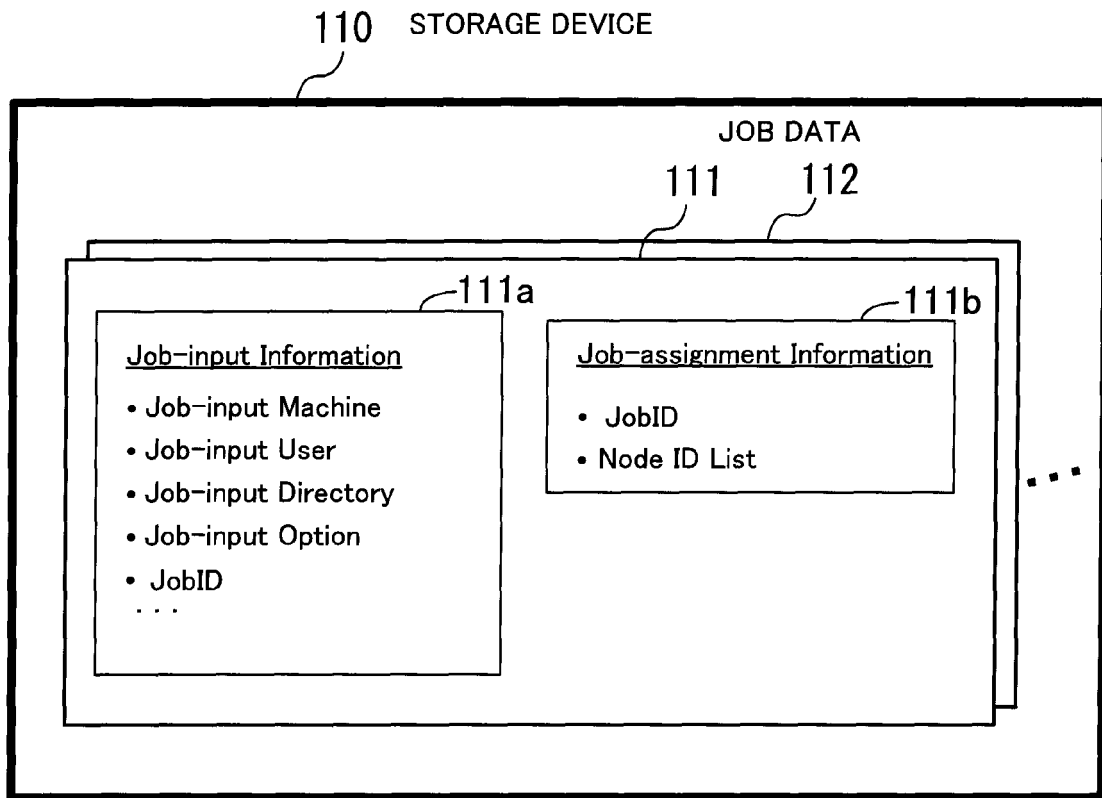 110 STORAGE DEVICE
JOB DATA
111 112
111a
111b
Job-input Information
• Job-input Machine
• Job-input User
• Job-input Directory
• Job-input Option
• JobID
. . .
Job-assignment Information
• JobID
• Node ID List